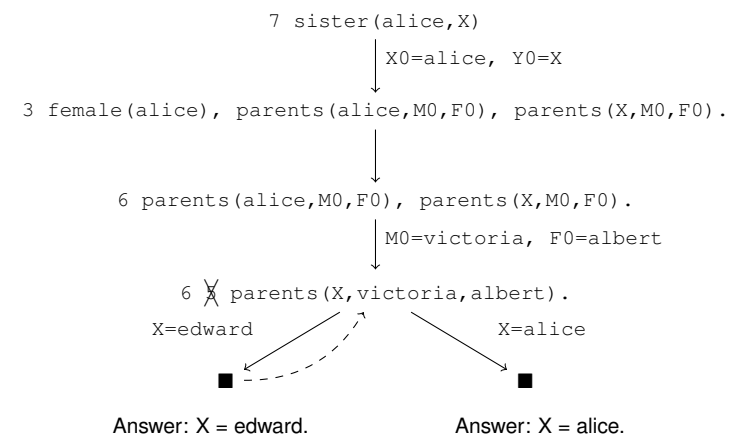 7 sister(alice,X)
X0=alice, Y0=X
3 female(alice), parents(alice,M0,F0), parents(X,M0,F0).
6 parents(alice,M0,F0), parents(X,M0,F0).
M0=victoria, F0=albert
6 5 parents(X,victoria,albert).
X=edward X=alice
Answer: X = edward. Answer: X = alice.